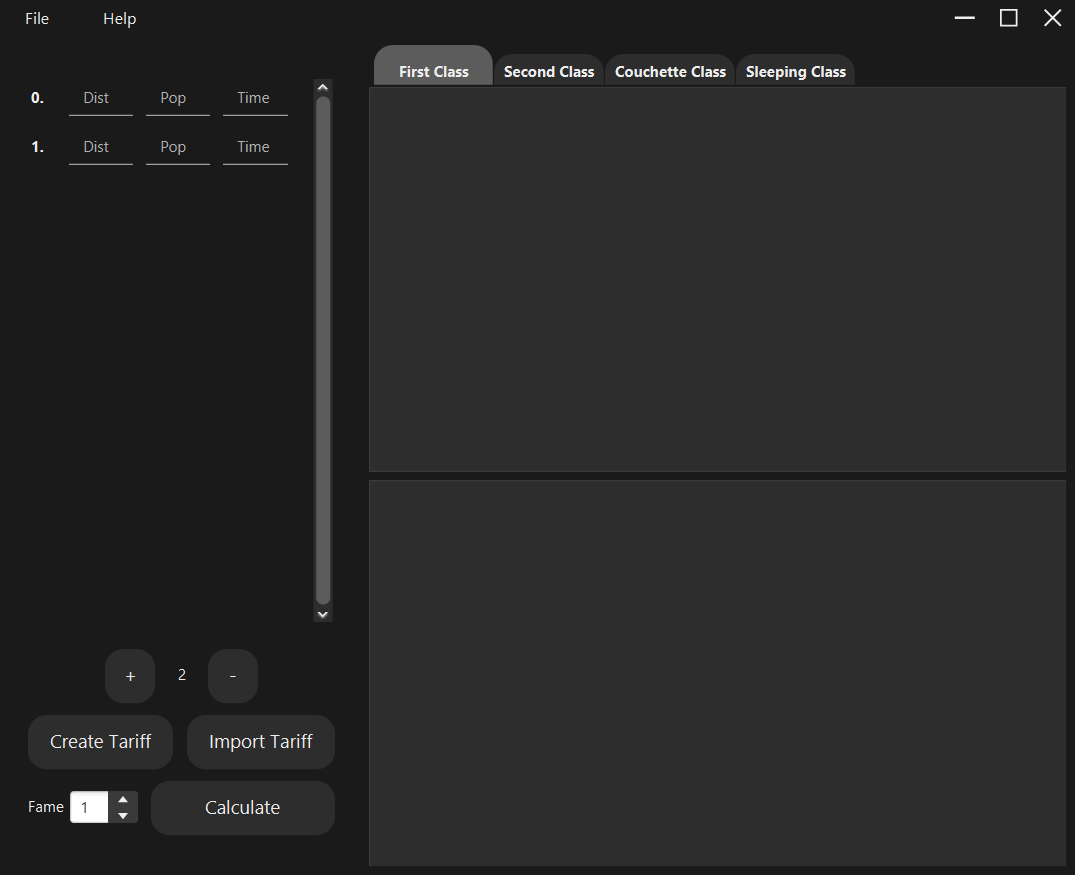 File Help
First Class Second Class Couchette Class Sleeping Class
0. Dist Pop Time
1. Dist Pop Time
+ 2 -
Create Tariff Import Tariff
Fame 1 Calculate